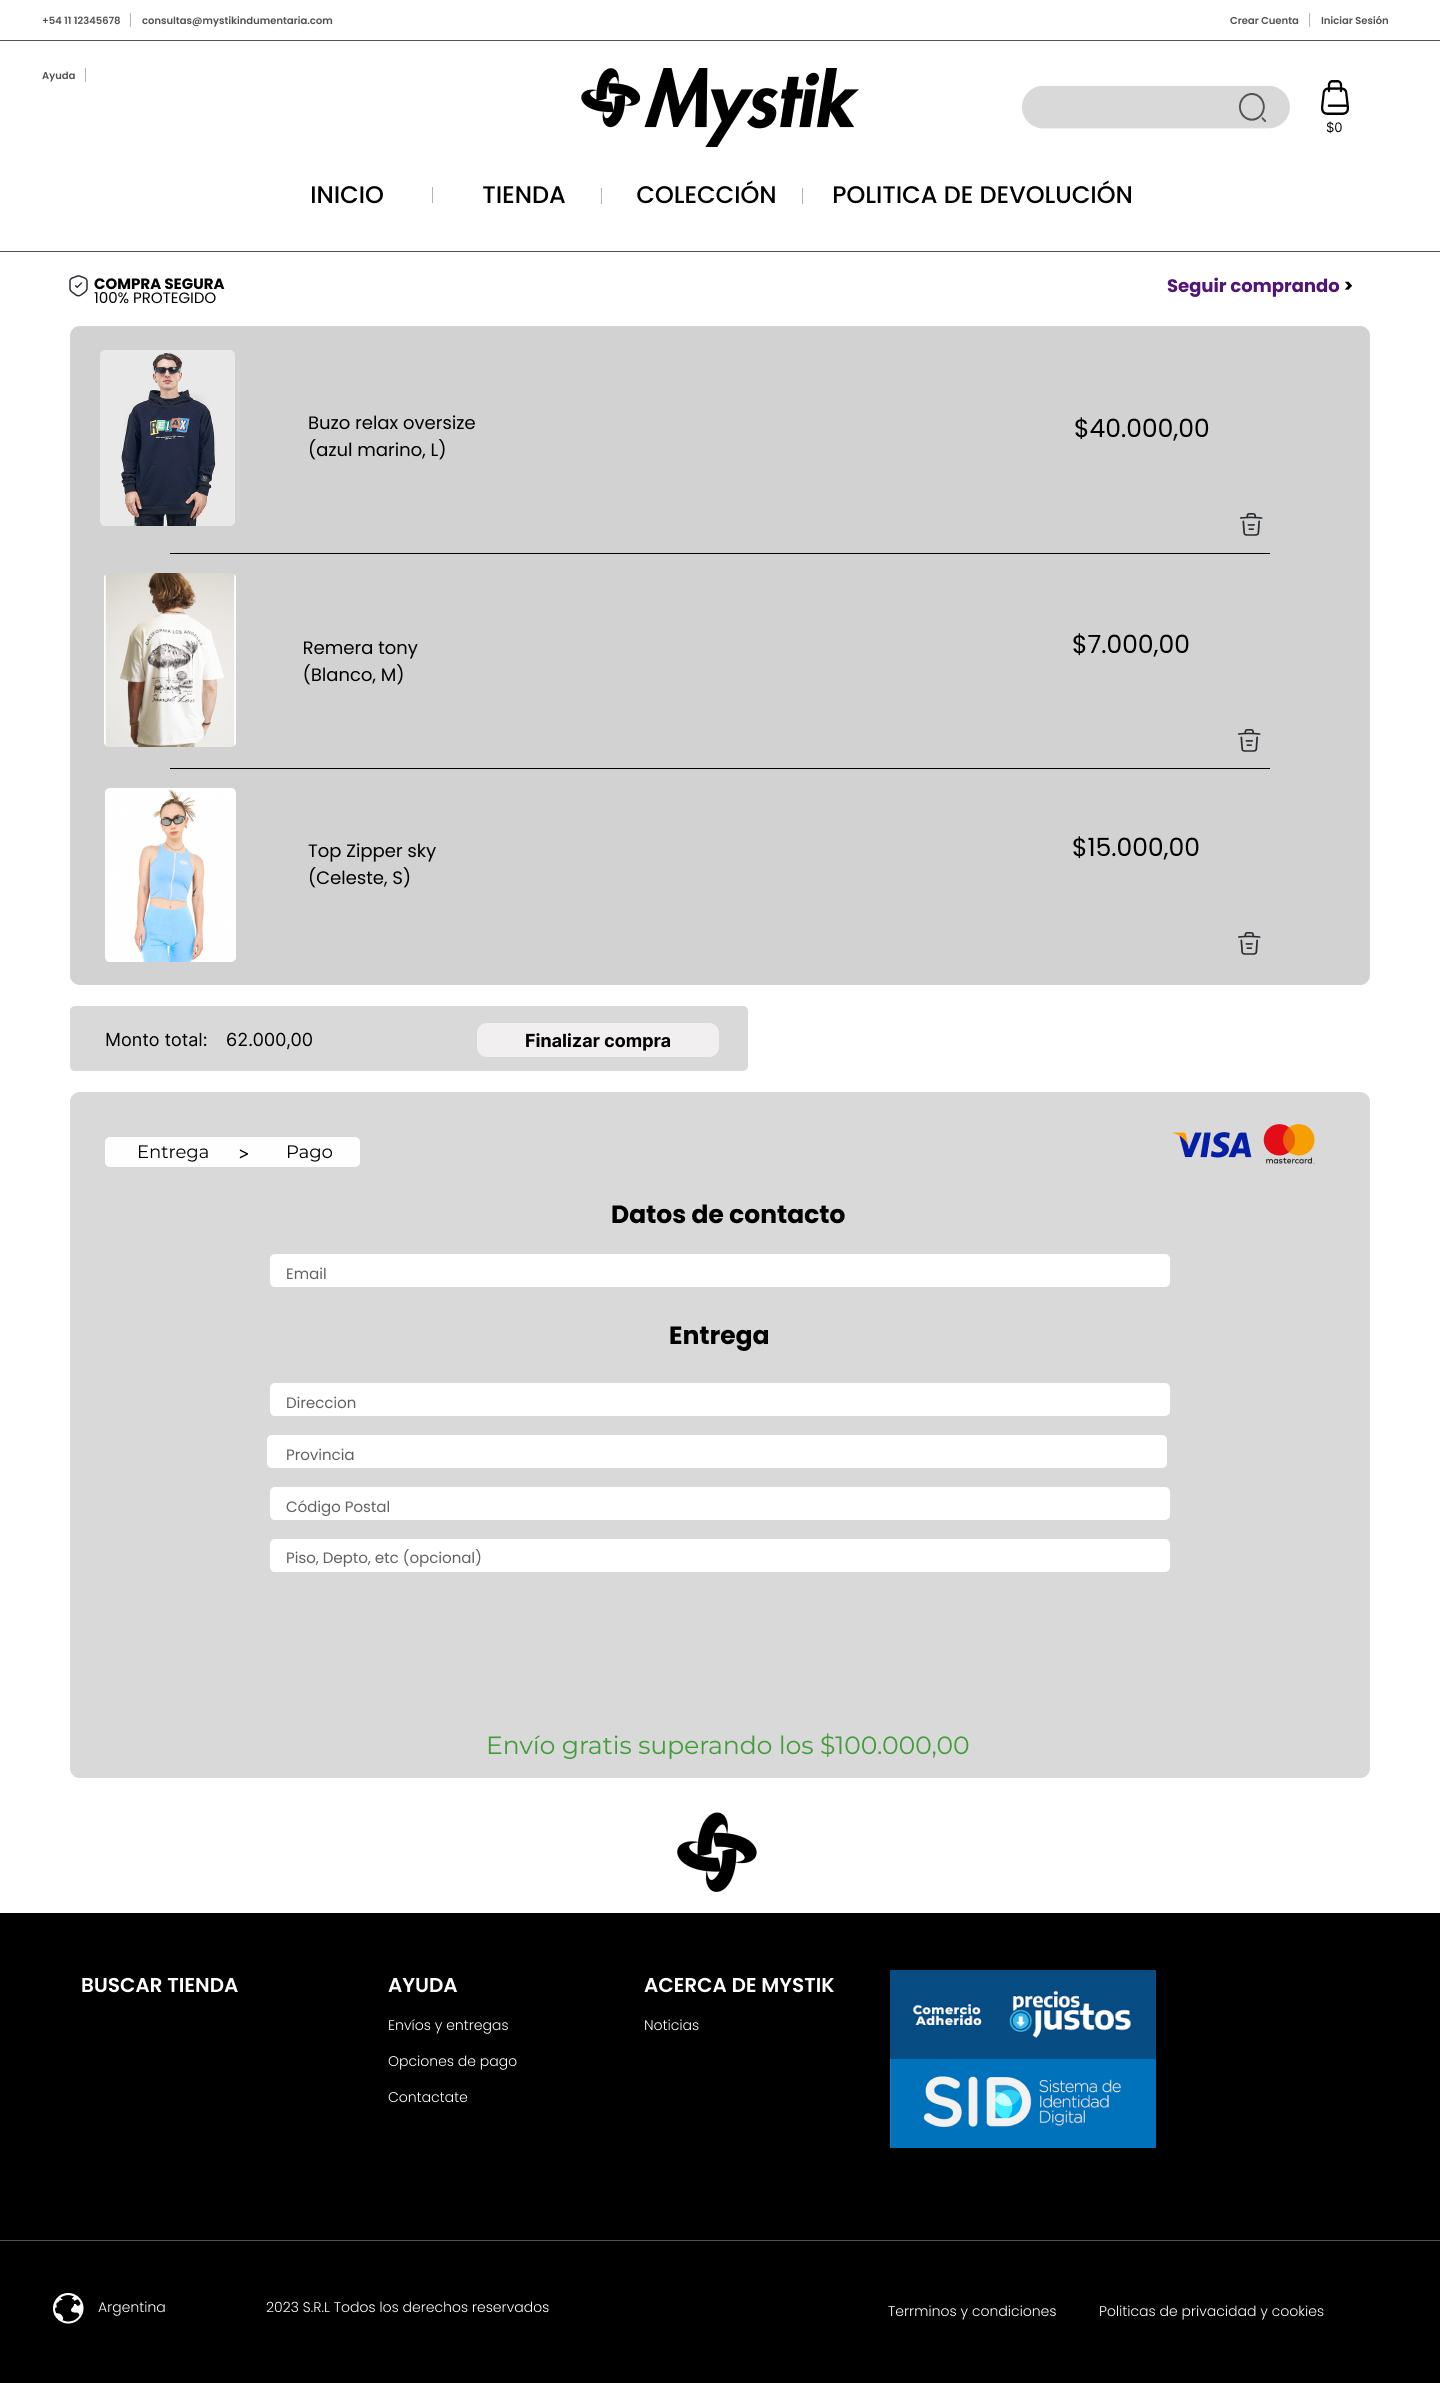 +54 11 12345678
consultas@mystikindumentaria.com
Crear Cuenta
Iniciar Sesión
Ayuda
Mystik
$0
INICIO
TIENDA
COLECCIÓN
POLITICA DE DEVOLUCIÓN
COMPRA SEGURA
100% PROTEGIDO
Seguir comprando >
RELAX
Buzo relax oversize
(azul marino, L)
$40.000,00
CALIFORNIA LOS ANGELES
Remera tony
(Blanco, M)
$7.000,00
Top Zipper sky
(Celeste, S)
$15.000,00
Monto total: 62.000,00
Finalizar compra
Entrega > Pago
VISA
mastercard.
Datos de contacto
Email
Entrega
Direccion
Provincia
Código Postal
Piso, Depto, etc (opcional)
Envío gratis superando los $100.000,00
BUSCAR TIENDA
AYUDA
Envíos y entregas
Opciones de pago
Contactate
ACERCA DE MYSTIK
Noticias
Comercio
Adherido
precios
justos
SID
Sistema de
Identidad
Digital
Argentina
2023 S.R.L Todos los derechos reservados
Terrminos y condiciones
Politicas de privacidad y cookies